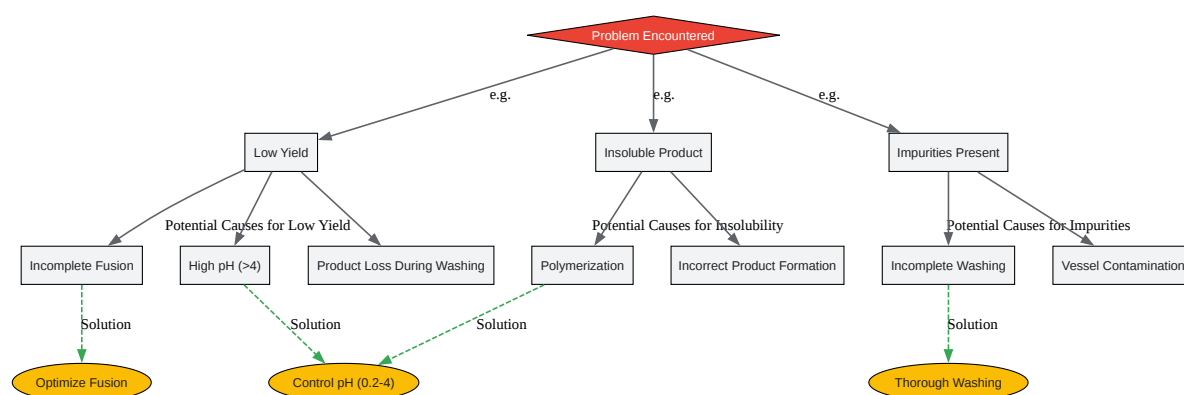 Problem Encountered
e.g.
e.g.
e.g.
Low Yield
Insoluble Product
Impurities Present
Potential Causes for Low Yield
Potential Causes for Insolubility
Potential Causes for Impurities
Incomplete Fusion
High pH (>4)
Product Loss During Washing
Polymerization
Incorrect Product Formation
Incomplete Washing
Vessel Contamination
Solution
Solution
Solution
Solution
Optimize Fusion
Control pH (0.2-4)
Thorough Washing